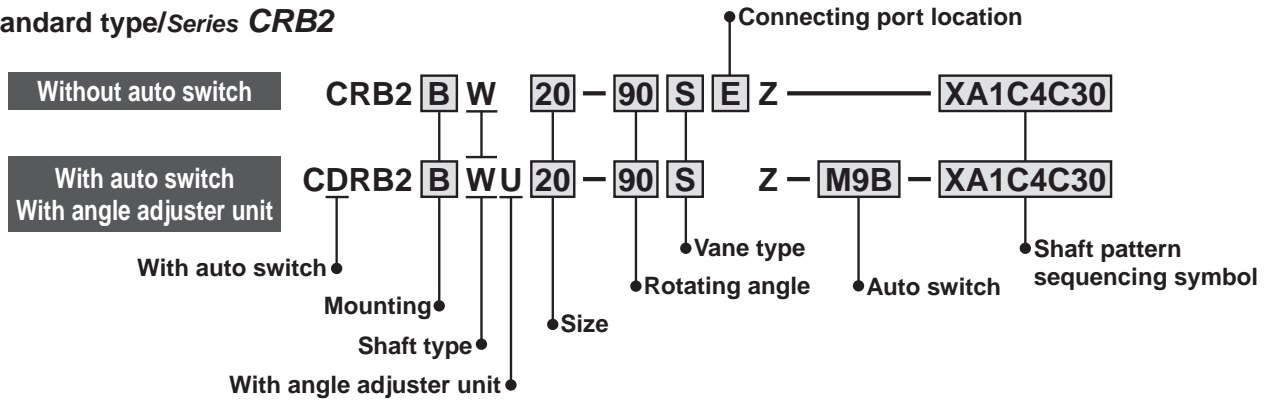 andard type/Series CRB2
Connecting port location
Without auto switch CRB2 B W 20 – 90 S E Z XA1C4C30
With auto switch
With angle adjuster unit
CDRB2 B W U 20 – 90 S Z – M9B – XA1C4C30
With auto switch
Mounting
Shaft type
With angle adjuster unit
Size
Rotating angle
Vane type
Auto switch
Shaft pattern
sequencing symbol